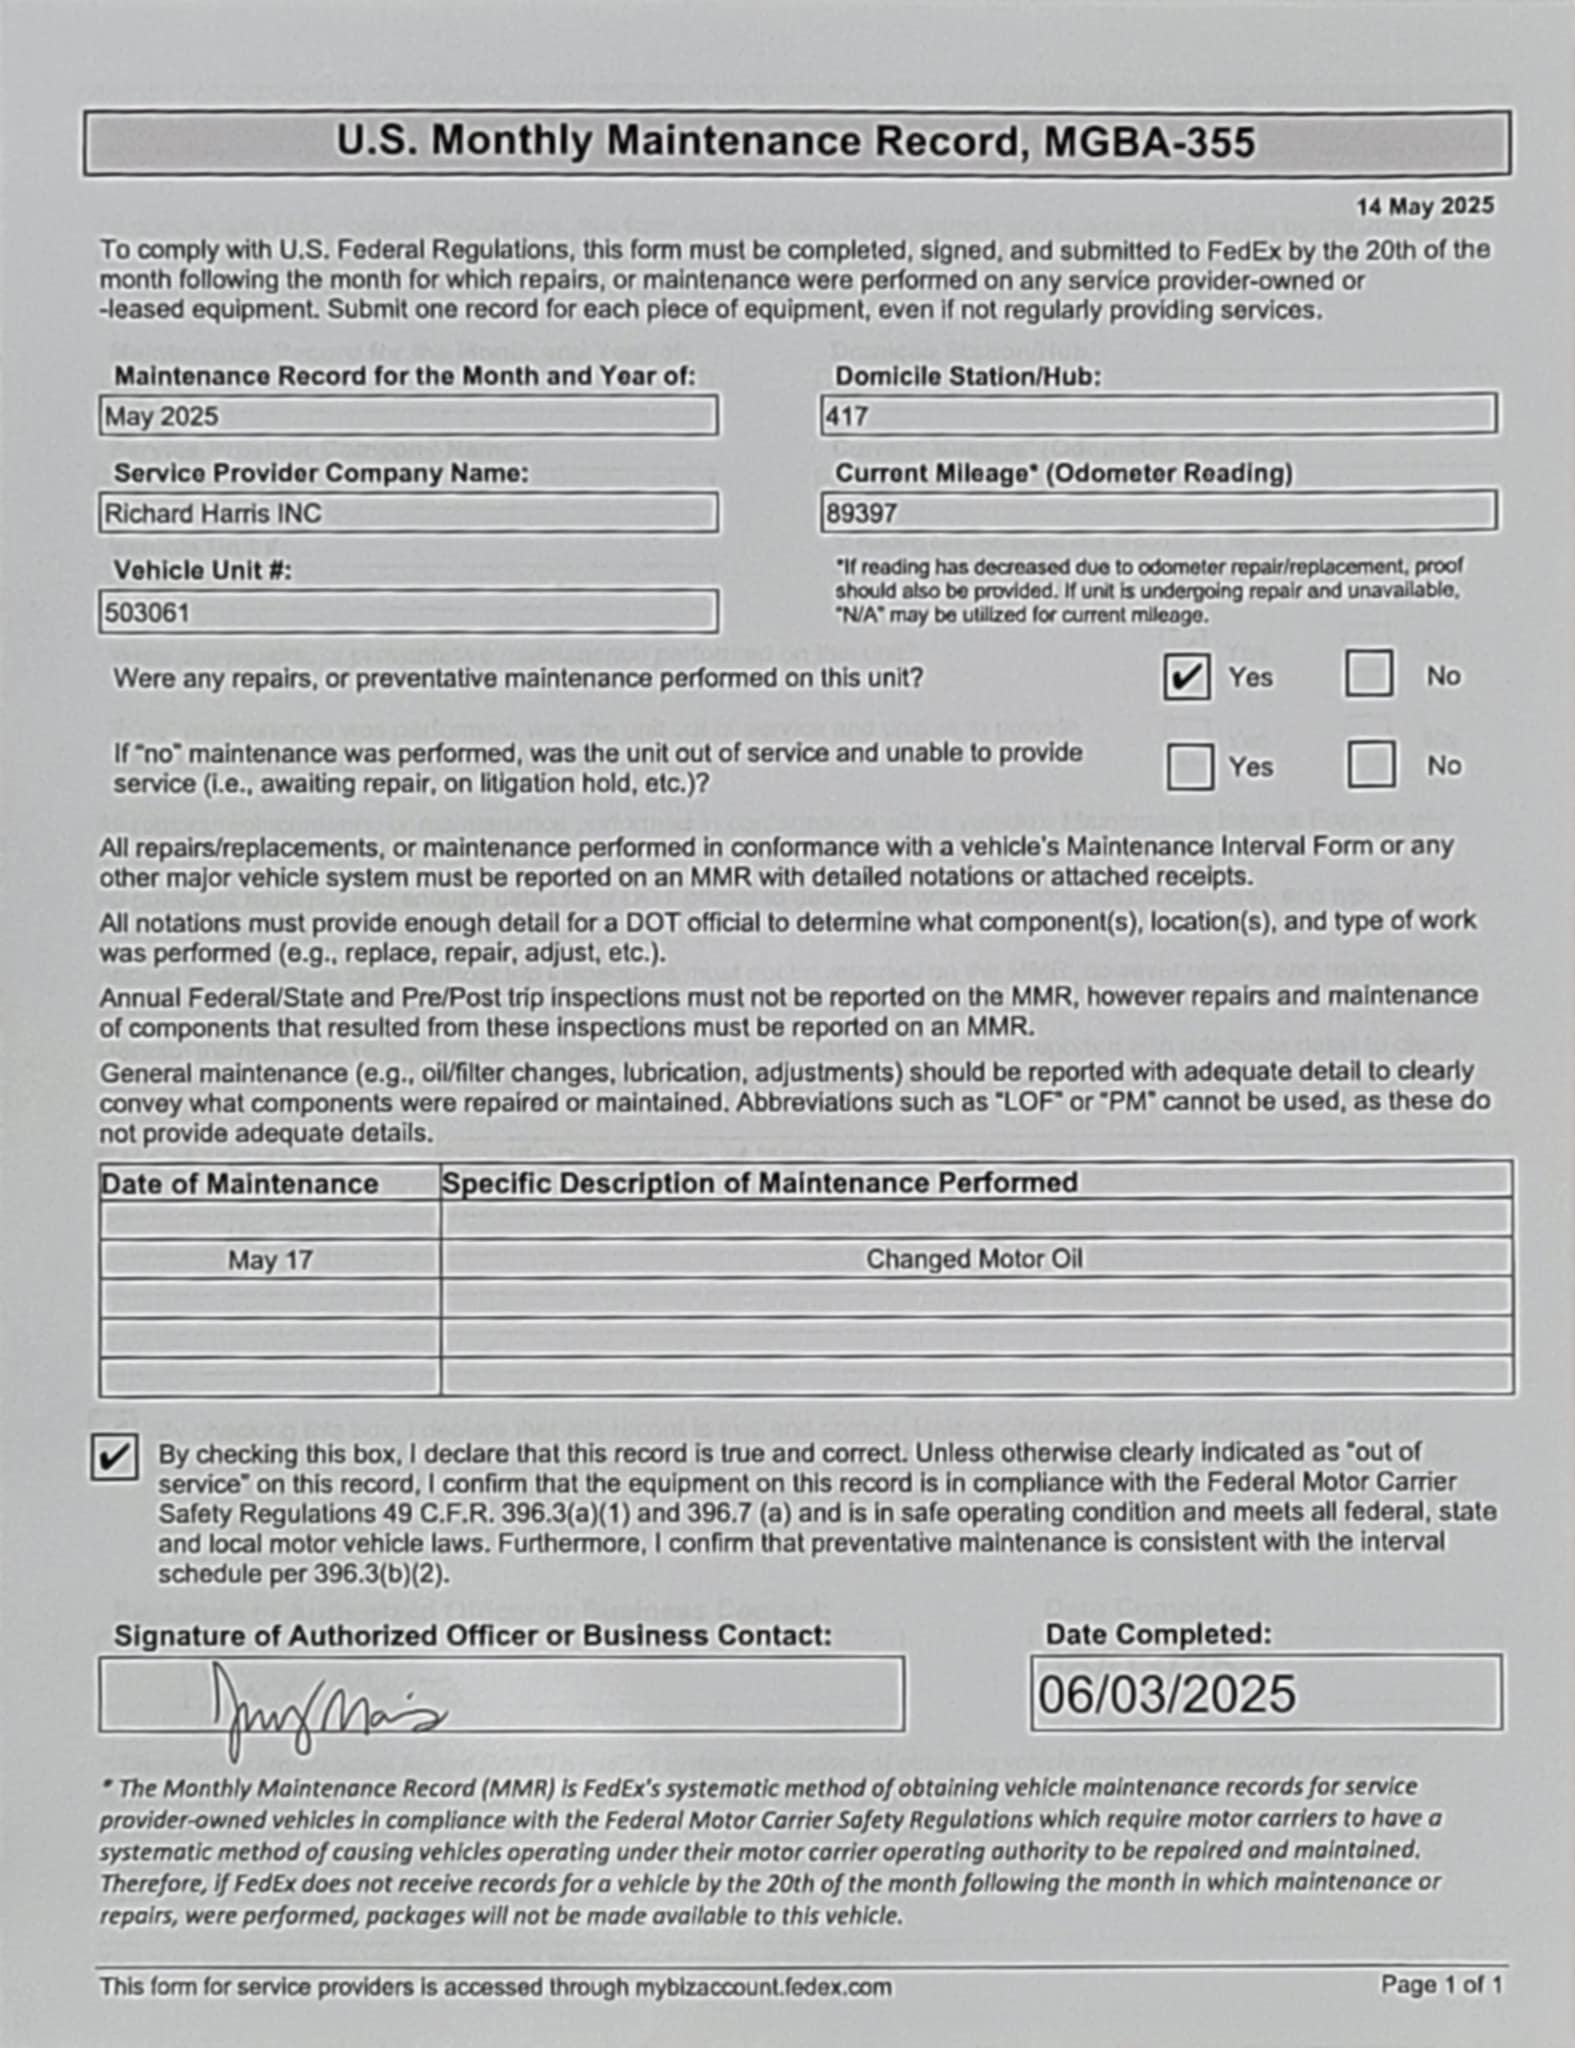 U.S. Monthly Maintenance Record, MGBA-355
14 May 2025
To comply with U.S. Federal Regulations, this form must be completed, signed, and submitted to FedEx by the 20th of the
month following the month for which repairs, or maintenance were performed on any service provider-owned or
-leased equipment. Submit one record for each piece of equipment, even if not regularly providing services.
Maintenance Record for the Month and Year of:
May 2025
Domicile Station/Hub:
417
Service Provider Company Name:
Richard Harris INC
Current Mileage* (Odometer Reading)
89397
Vehicle Unit #:
503061
*If reading has decreased due to odometer repair/replacement, proof
should also be provided. If unit is undergoing repair and unavailable,
"N/A" may be utilized for current mileage.
Were any repairs, or preventative maintenance performed on this unit? ✔ Yes No
If "no" maintenance was performed, was the unit out of service and unable to provide
service (i.e., awaiting repair, on litigation hold, etc.)? Yes No
All repairs/replacements, or maintenance performed in conformance with a vehicle's Maintenance Interval Form or any
other major vehicle system must be reported on an MMR with detailed notations or attached receipts.
All notations must provide enough detail for a DOT official to determine what component(s), location(s), and type of work
was performed (e.g., replace, repair, adjust, etc.).
Annual Federal/State and Pre/Post trip inspections must not be reported on the MMR, however repairs and maintenance
of components that resulted from these inspections must be reported on an MMR.
General maintenance (e.g., oil/filter changes, lubrication, adjustments) should be reported with adequate detail to clearly
convey what components were repaired or maintained. Abbreviations such as "LOF" or "PM" cannot be used, as these do
not provide adequate details.
Date of Maintenance Specific Description of Maintenance Performed
May 17 Changed Motor Oil
✔ By checking this box, I declare that this record is true and correct. Unless otherwise clearly indicated as "out of
service" on this record, I confirm that the equipment on this record is in compliance with the Federal Motor Carrier
Safety Regulations 49 C.F.R. 396.3(a)(1) and 396.7 (a) and is in safe operating condition and meets all federal, state
and local motor vehicle laws. Furthermore, I confirm that preventative maintenance is consistent with the interval
schedule per 396.3(b)(2).
Signature of Authorized Officer or Business Contact:
Date Completed:
06/03/2025
* The Monthly Maintenance Record (MMR) is FedEx's systematic method of obtaining vehicle maintenance records for service
provider-owned vehicles in compliance with the Federal Motor Carrier Safety Regulations which require motor carriers to have a
systematic method of causing vehicles operating under their motor carrier operating authority to be repaired and maintained.
Therefore, if FedEx does not receive records for a vehicle by the 20th of the month following the month in which maintenance or
repairs, were performed, packages will not be made available to this vehicle.
This form for service providers is accessed through mybizaccount.fedex.com
Page 1 of 1